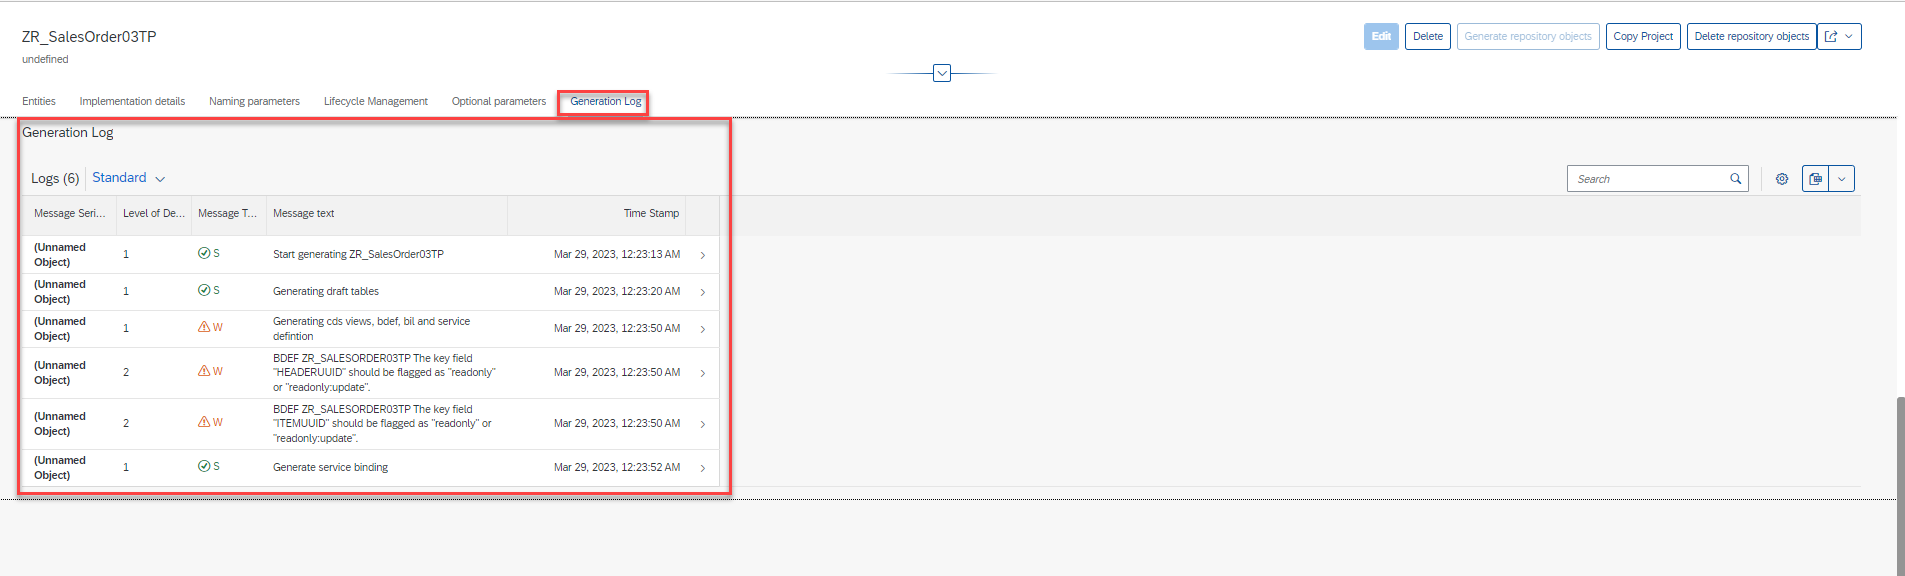 ZR_SalesOrder03TP
undefined
Edit
Delete
Generate repository objects
Copy Project
Delete repository objects
Entities
Implementation details
Naming parameters
Lifecycle Management
Optional parameters
Generation Log
Generation Log
Logs (6)
Standard
Search
Message Seri...
Level of De...
Message T...
Message text
Time Stamp
(Unnamed
Object)
1
S
Start generating ZR_SalesOrder03TP
Mar 29, 2023, 12:23:13 AM
(Unnamed
Object)
1
S
Generating draft tables
Mar 29, 2023, 12:23:20 AM
(Unnamed
Object)
1
W
Generating cds views, bdef, bil and service
defintion
Mar 29, 2023, 12:23:50 AM
(Unnamed
Object)
2
W
BDEF ZR_SALESORDER03TP The key field
"HEADERUUID" should be flagged as "readonly"
or "readonly:update".
Mar 29, 2023, 12:23:50 AM
(Unnamed
Object)
2
W
BDEF ZR_SALESORDER03TP The key field
"ITEMUUID" should be flagged as "readonly" or
"readonly:update".
Mar 29, 2023, 12:23:50 AM
(Unnamed
Object)
1
S
Generate service binding
Mar 29, 2023, 12:23:52 AM